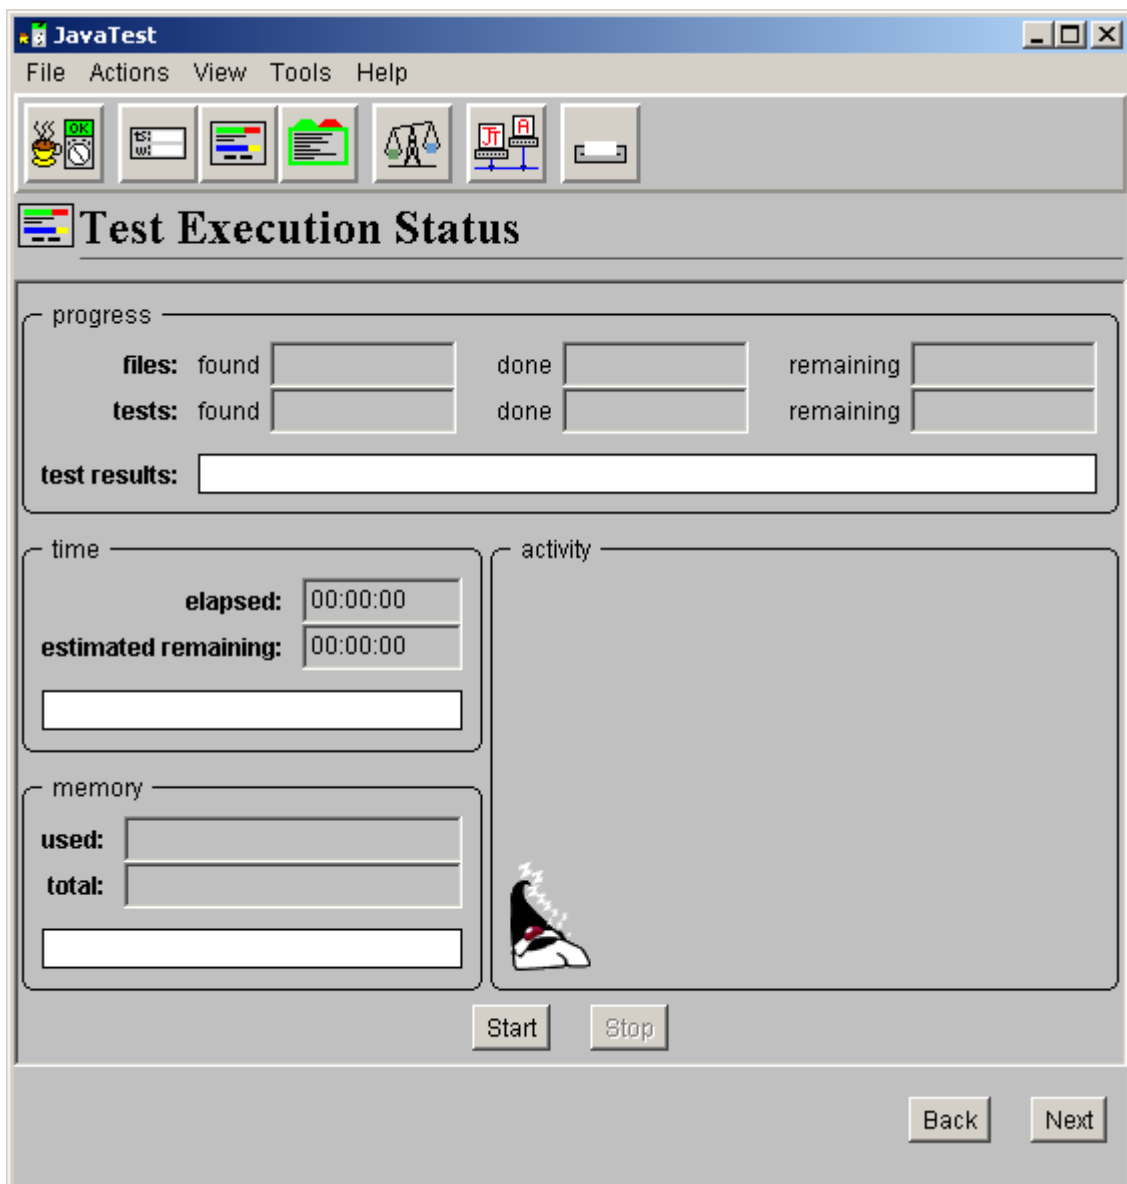 JavaTest
File Actions View Tools Help
OK
ts:
w:
JT A
Test Execution Status
progress
files: found done remaining
tests: found done remaining
test results:
time
elapsed: 00:00:00
estimated remaining: 00:00:00
activity
memory
used:
total:
Start Stop
Back Next